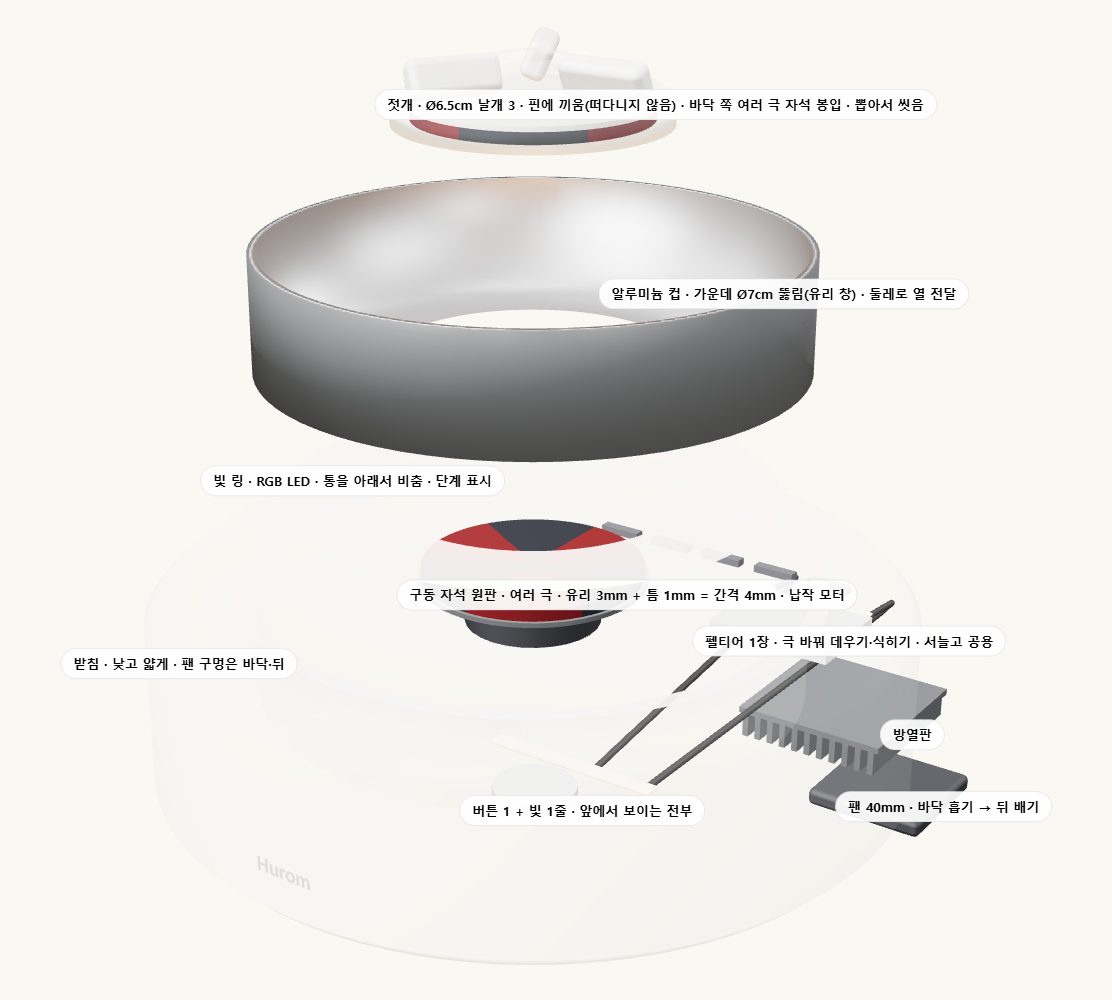 젓개 · Ø6.5cm 날개 3 · 핀에 끼움(떠다니지 않음) · 바닥 쪽 여러 극 자석 봉입 · 뽑아서 씻음
알루미늄 컵 · 가운데 Ø7cm 뚫림(유리 창) · 둘레로 열 전달
빛 링 · RGB LED · 통을 아래서 비춤 · 단계 표시
구동 자석 원판 · 여러 극 · 유리 3mm + 틈 1mm = 간격 4mm · 납작 모터
펠티어 1장 · 극 바꿔 데우기·식히기 · 서늘고 공용
받침 · 낮고 얇게 · 팬 구멍은 바닥·뒤
방열판
팬 40mm · 바닥 흡기 → 뒤 배기
버튼 1 + 빛 1줄 · 앞에서 보이는 전부
Hurom